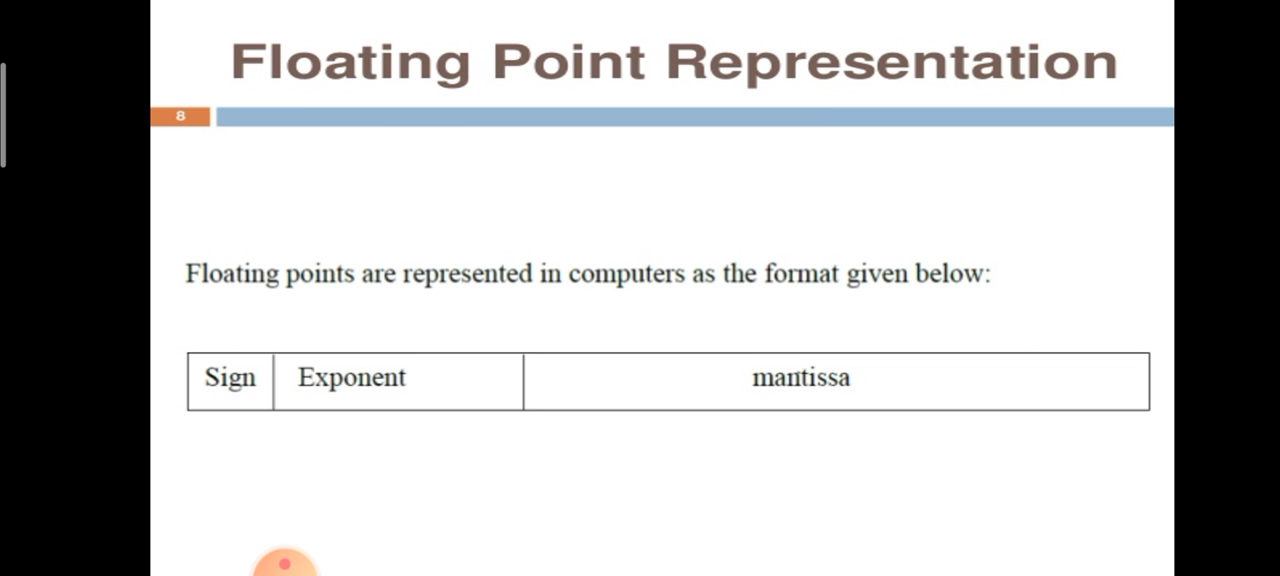 Floating Point Representation
8
Floating points are represented in computers as the format given below:
Sign Exponent mantissa